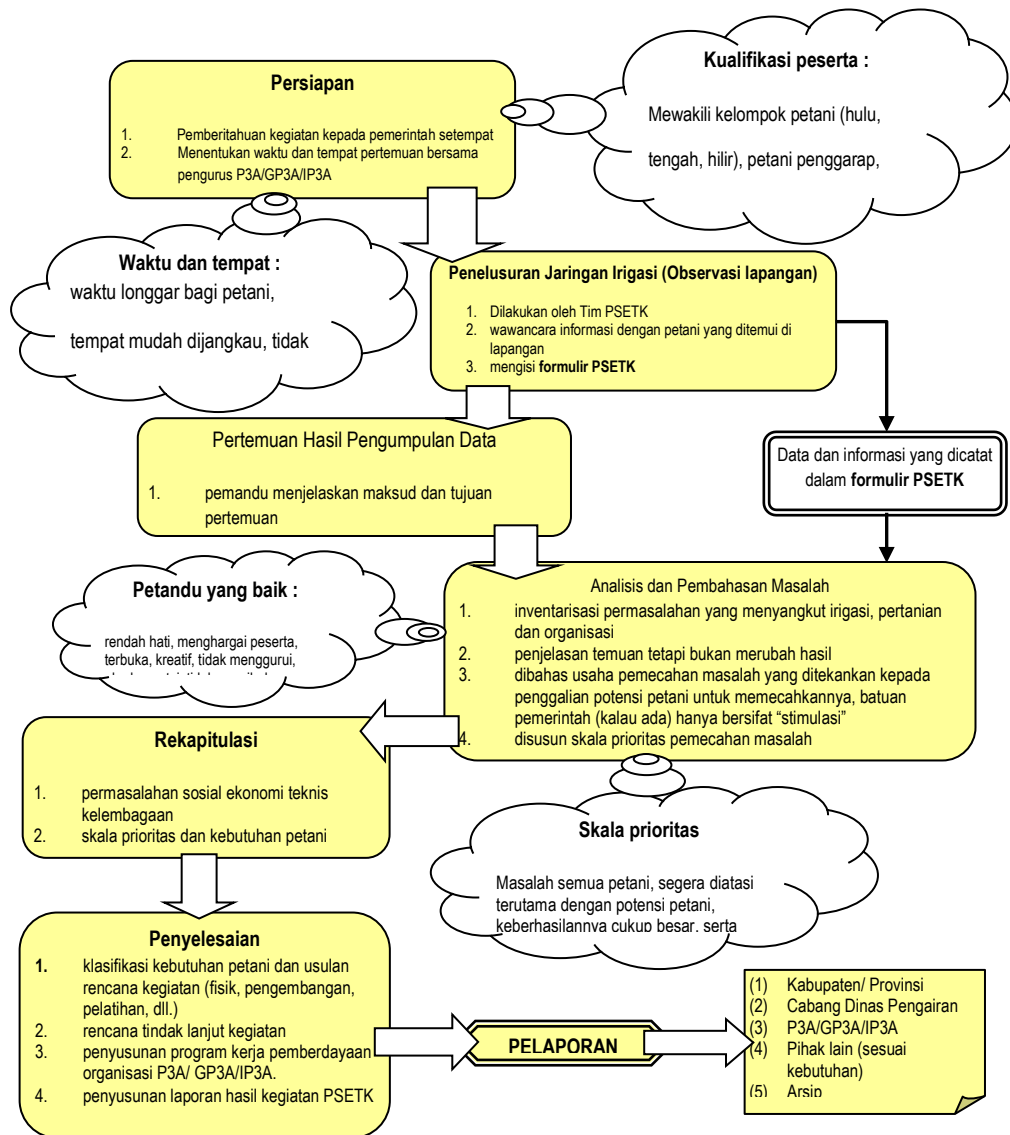 Persiapan
1. Pemberitahuan kegiatan kepada pemerintah setempat
2. Menentukan waktu dan tempat pertemuan bersama
pengurus P3A/GP3A/IP3A
Kualifikasi peserta :
Mewakili kelompok petani (hulu,
tengah, hilir), petani penggarap,
Waktu dan tempat :
waktu longgar bagi petani,
tempat mudah dijangkau, tidak
Penelusuran Jaringan Irigasi (Observasi lapangan)
1. Dilakukan oleh Tim PSETK
2. wawancara informasi dengan petani yang ditemui di
lapangan
3. mengisi formulir PSETK
Pertemuan Hasil Pengumpulan Data
1. pemandu menjelaskan maksud dan tujuan
pertemuan
Data dan informasi yang dicatat
dalam formulir PSETK
Petandu yang baik :
rendah hati, menghargai peserta,
terbuka, kreatif, tidak menggurui,
Analisis dan Pembahasan Masalah
1. inventarisasi permasalahan yang menyangkut irigasi, pertanian
dan organisasi
2. penjelasan temuan tetapi bukan merubah hasil
3. dibahas usaha pemecahan masalah yang ditekankan kepada
penggalian potensi petani untuk memecahkannya, batuan
pemerintah (kalau ada) hanya bersifat “stimulasi”
4. disusun skala prioritas pemecahan masalah
Rekapitulasi
1. permasalahan sosial ekonomi teknis
kelembagaan
2. skala prioritas dan kebutuhan petani
Skala prioritas
Masalah semua petani, segera diatasi
terutama dengan potensi petani,
keberhasilannya cukup besar, serta
Penyelesaian
1. klasifikasi kebutuhan petani dan usulan
rencana kegiatan (fisik, pengembangan,
pelatihan, dll.)
2. rencana tindak lanjut kegiatan
3. penyusunan program kerja pemberdayaan
organisasi P3A/ GP3A/IP3A.
4. penyusunan laporan hasil kegiatan PSETK
PELAPORAN
(1) Kabupaten/ Provinsi
(2) Cabang Dinas Pengairan
(3) P3A/GP3A/IP3A
(4) Pihak lain (sesuai
kebutuhan)
(5) Arsip